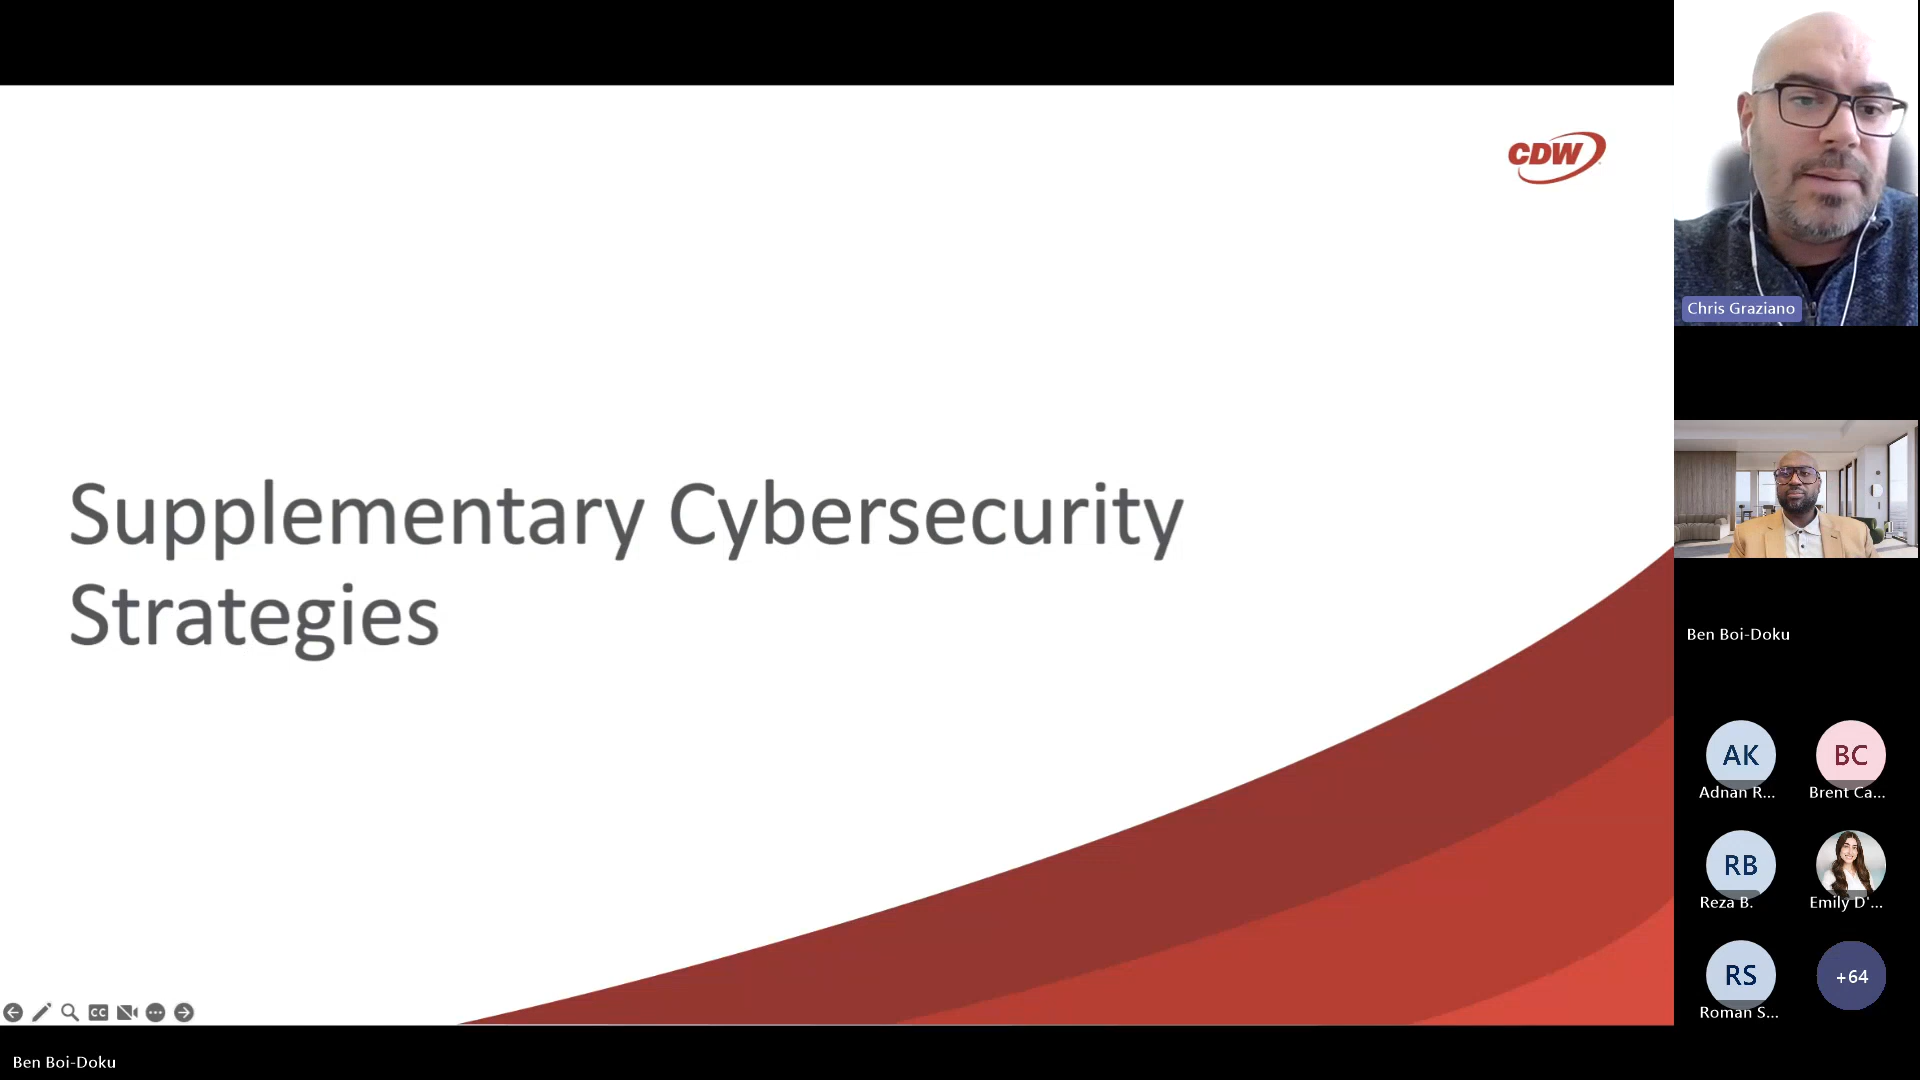 CDW
Supplementary Cybersecurity
Strategies
CC
Ben Boi-Doku
Chris Graziano
Ben Boi-Doku
AK
Adnan R...
BC
Brent Ca...
RB
Reza B.
Emily D'...
RS
Roman S...
+64